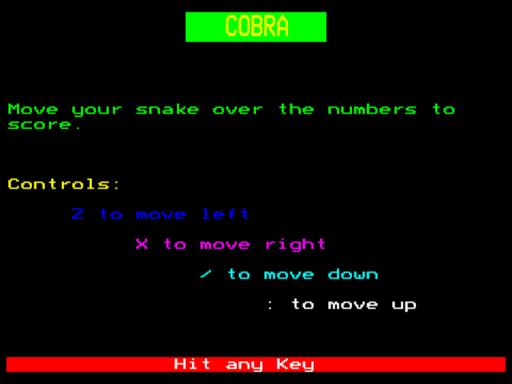 COBRA
Move your snake over the numbers to
score.
Controls:
Z to move left
X to move right
/ to move down
: to move up
Hit any Key